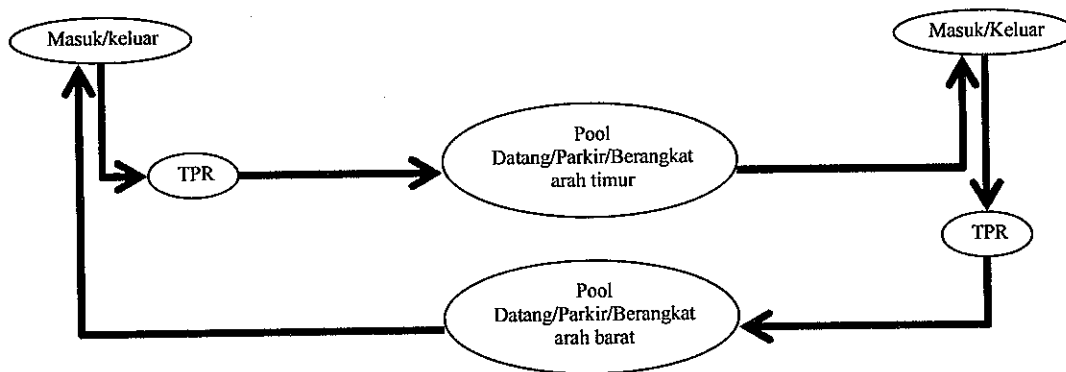 Masuk/keluar
Masuk/Keluar
Pool
Datang/Parkir/Berangkat
arah timur
TPR
TPR
Pool
Datang/Parkir/Berangkat
arah barat